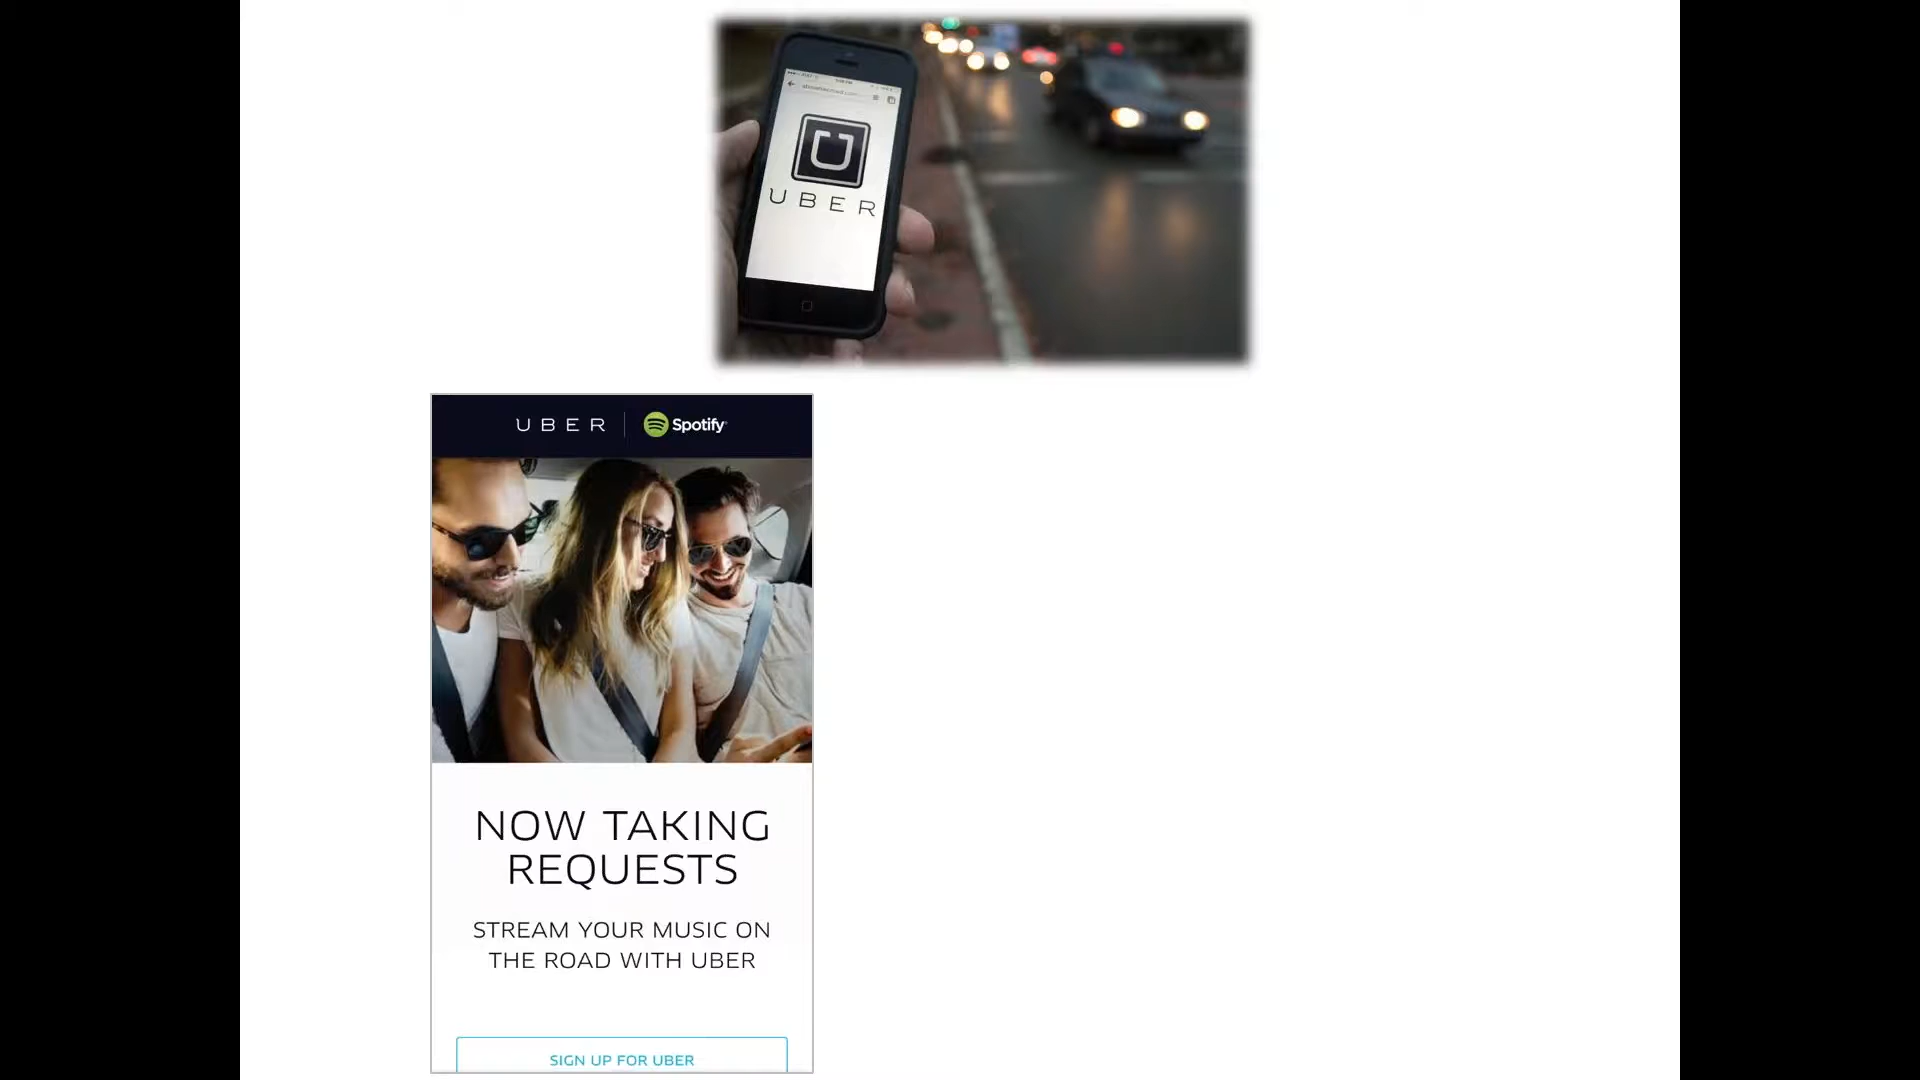 UBER
UBER
Spotify
NOW TAKING
REQUESTS
STREAM YOUR MUSIC ON
THE ROAD WITH UBER
SIGN UP FOR UBER